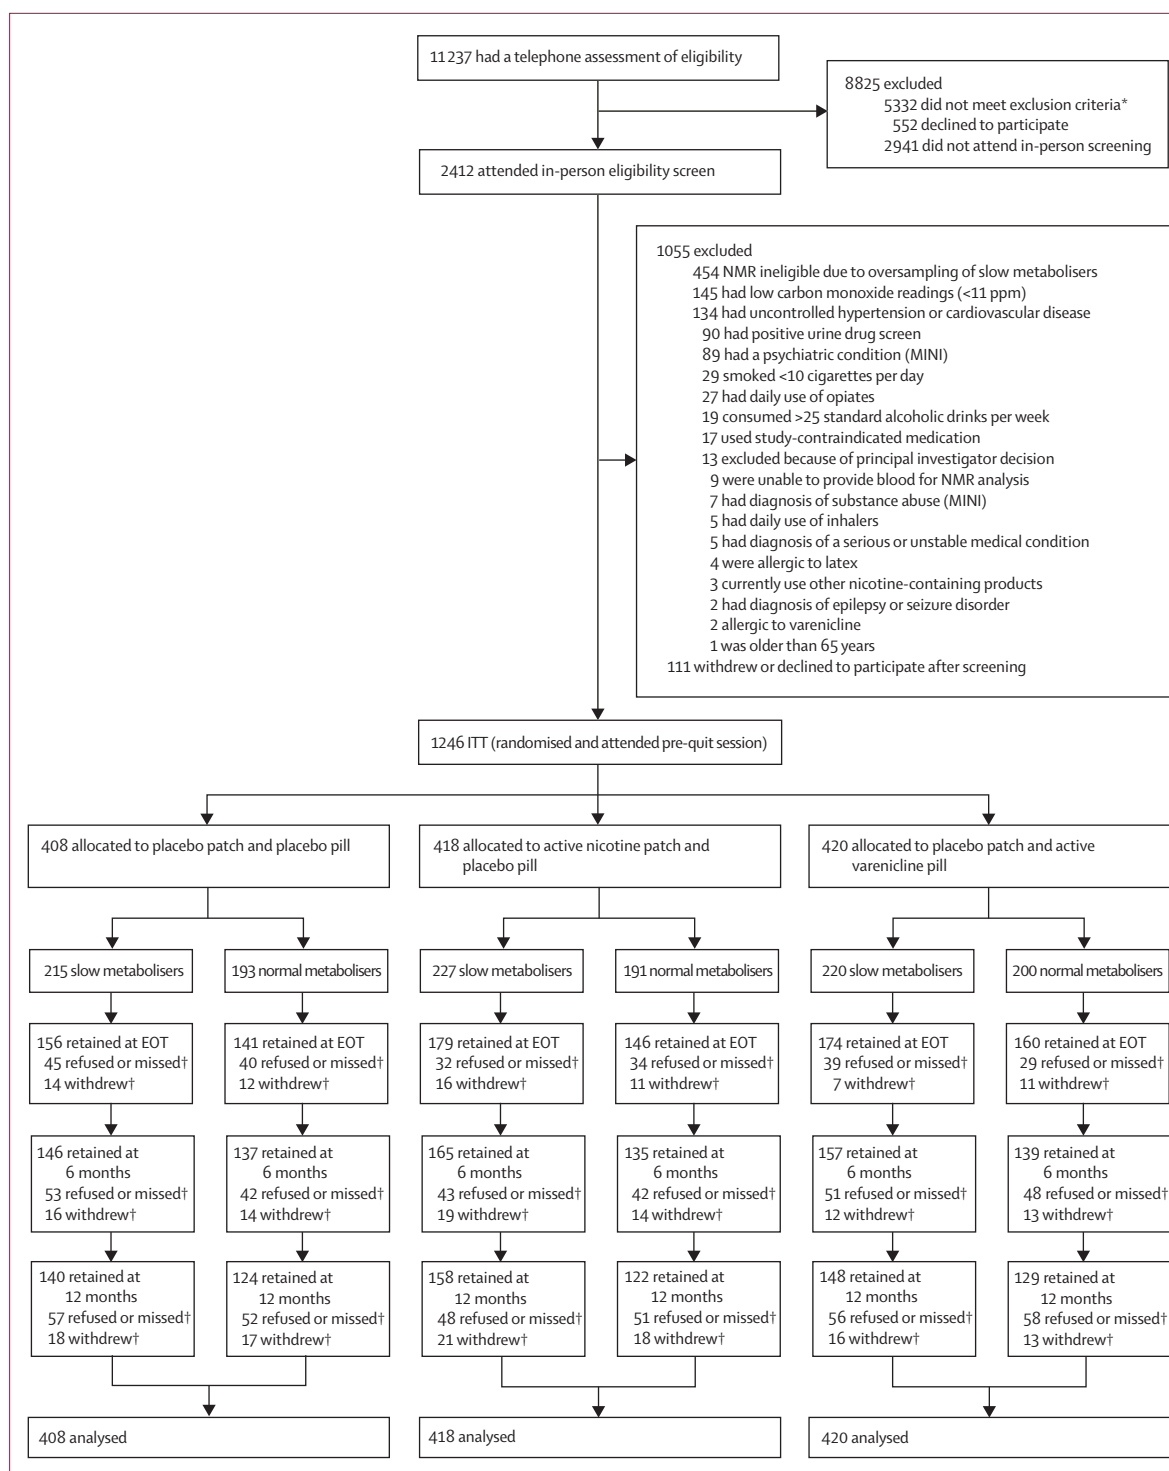 11237 had a telephone assessment of eligibility
8825 excluded
5332 did not meet exclusion criteria*
552 declined to participate
2941 did not attend in-person screening
2412 attended in-person eligibility screen
1055 excluded
454 NMR ineligible due to oversampling of slow metabolisers
145 had low carbon monoxide readings (<11 ppm)
134 had uncontrolled hypertension or cardiovascular disease
90 had positive urine drug screen
89 had a psychiatric condition (MINI)
29 smoked <10 cigarettes per day
27 had daily use of opiates
19 consumed >25 standard alcoholic drinks per week
17 used study-contraindicated medication
13 excluded because of principal investigator decision
9 were unable to provide blood for NMR analysis
7 had diagnosis of substance abuse (MINI)
5 had daily use of inhalers
5 had diagnosis of a serious or unstable medical condition
4 were allergic to latex
3 currently use other nicotine-containing products
2 had diagnosis of epilepsy or seizure disorder
2 allergic to varenicline
1 was older than 65 years
111 withdrew or declined to participate after screening
1246 ITT (randomised and attended pre-quit session)
408 allocated to placebo patch and placebo pill
418 allocated to active nicotine patch and
placebo pill
420 allocated to placebo patch and active
varenicline pill
215 slow metabolisers
193 normal metabolisers
227 slow metabolisers
191 normal metabolisers
220 slow metabolisers
200 normal metabolisers
156 retained at EOT
45 refused or missed†
14 withdrew†
141 retained at EOT
40 refused or missed†
12 withdrew†
179 retained at EOT
32 refused or missed†
16 withdrew†
146 retained at EOT
34 refused or missed†
11 withdrew†
174 retained at EOT
39 refused or missed†
7 withdrew†
160 retained at EOT
29 refused or missed†
11 withdrew†
146 retained at
6 months
53 refused or missed†
16 withdrew†
137 retained at
6 months
42 refused or missed†
14 withdrew†
165 retained at
6 months
43 refused or missed†
19 withdrew†
135 retained at
6 months
42 refused or missed†
14 withdrew†
157 retained at
6 months
51 refused or missed†
12 withdrew†
139 retained at
6 months
48 refused or missed†
13 withdrew†
140 retained at
12 months
57 refused or missed†
18 withdrew†
124 retained at
12 months
52 refused or missed†
17 withdrew†
158 retained at
12 months
48 refused or missed†
21 withdrew†
122 retained at
12 months
51 refused or missed†
18 withdrew†
148 retained at
12 months
56 refused or missed†
16 withdrew†
129 retained at
12 months
58 refused or missed†
13 withdrew†
408 analysed
418 analysed
420 analysed